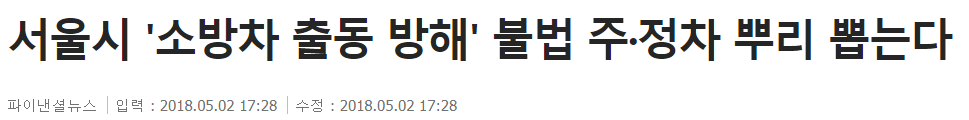 서울시 '소방차 출동 방해' 불법 주·정차 뿌리 뽑는다
파이낸셜뉴스 | 입력 : 2018.05.02 17:28 | 수정 : 2018.05.02 17:28